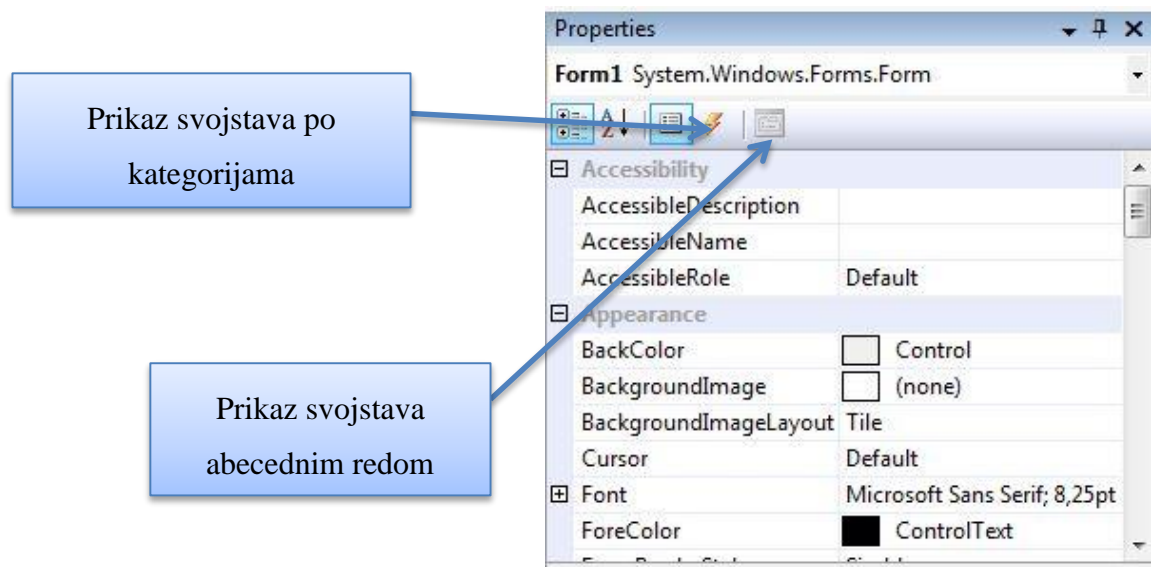 Properties
Form1 System.Windows.Forms.Form
Prikaz svojstava po
kategorijama
Accessibility
AccessibleDescription
AccessibleName
AccessibleRole Default
Appearance
BackColor Control
BackgroundImage (none)
BackgroundImageLayout Tile
Cursor Default
Font Microsoft Sans Serif; 8,25pt
ForeColor ControlText
Prikaz svojstava
abecednim redom